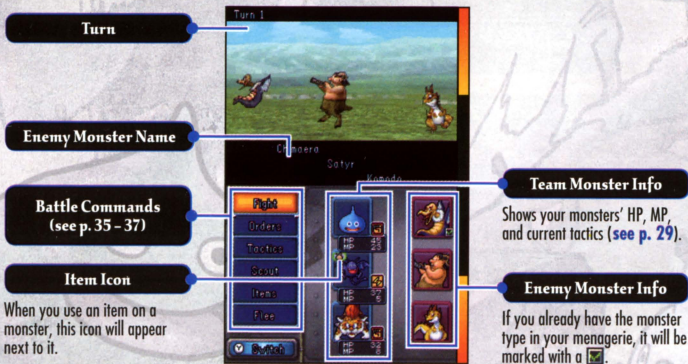 Turn
Turn 1
Enemy Monster Name
Chimaera
Satyr
Komodo
Battle Commands
(see p. 35 – 37)
Fight
Orders
Tactics
Scout
Items
Flee
Y Switch
HP
MP
HP
MP
HP 32
MP
Item Icon
When you use an item on a
monster, this icon will appear
next to it.
Team Monster Info
Shows your monsters' HP, MP,
and current tactics (see p. 29).
Enemy Monster Info
If you already have the monster
type in your menagerie, it will be
marked with a